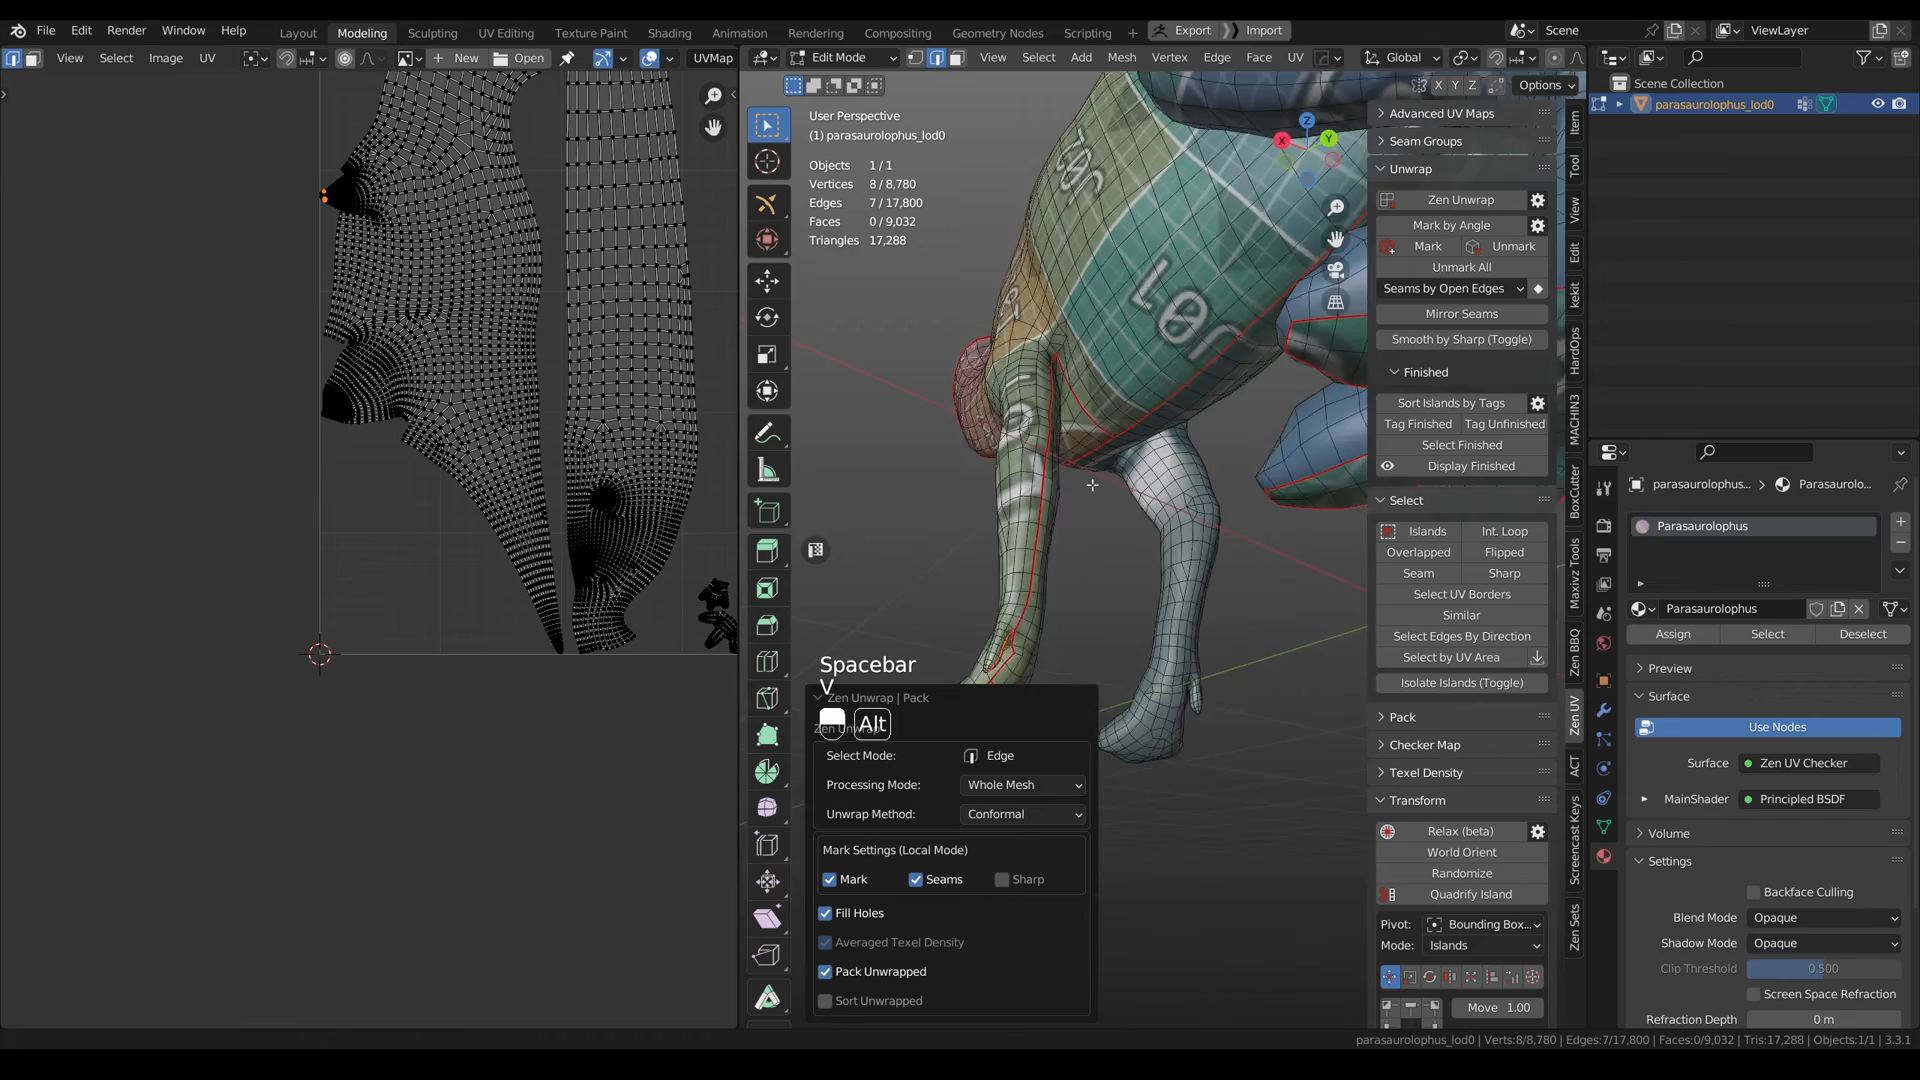 File Edit Render Window Help Layout Modeling Sculpting UV Editing Texture Paint Shading Animation Rendering Compositing Geometry Nodes Scripting + Export Import Scene ViewLayer
View Select Image UV New Open UVMap Edit Mode View Select Add Mesh Vertex Edge Face UV Global
X Y Z Options
User Perspective
(1) parasaurolophus_lod0
Objects 1 / 1
Vertices 8 / 8,780
Edges 7 / 17,800
Faces 0 / 9,032
Triangles 17,288
Z
Y
X
Advanced UV Maps
Seam Groups
Unwrap
Zen Unwrap
Mark by Angle
Mark Unmark
Unmark All
Seams by Open Edges
Mirror Seams
Smooth by Sharp (Toggle)
Finished
Sort Islands by Tags
Tag Finished Tag Unfinished
Select Finished
Display Finished
Select
Islands Int. Loop
Overlapped Flipped
Seam Sharp
Select UV Borders
Similar
Select Edges By Direction
Select by UV Area
Isolate Islands (Toggle)
Pack
Checker Map
Texel Density
Transform
Relax (beta)
World Orient
Randomize
Quadrify Island
Pivot: Bounding Box...
Mode: Islands
Move 1.00
Item
Tool
View
Edit
kekit
HardOps
MACHIN3
BoxCutter
Maxivz Tools
Zen BBQ
Zen UV
ACT
Screencast Keys
Zen Sets
Spacebar
V
Alt
Zen Unwrap | Pack
Zen Unwrap
Select Mode: Edge
Processing Mode: Whole Mesh
Unwrap Method: Conformal
Mark Settings (Local Mode)
Mark Seams Sharp
Fill Holes
Averaged Texel Density
Pack Unwrapped
Sort Unwrapped
Scene Collection
parasaurolophus_lod0
parasaurolophus... Parasaurolo...
Parasaurolophus
Parasaurolophus
Assign Select Deselect
Preview
Surface
Use Nodes
Surface Zen UV Checker
MainShader Principled BSDF
Volume
Settings
Backface Culling
Blend Mode Opaque
Shadow Mode Opaque
Clip Threshold 0.500
Screen Space Refraction
Refraction Depth 0 m
parasaurolophus_lod0 | Verts:8/8,780 | Edges:7/17,800 | Faces:0/9,032 | Tris:17,288 | Objects:1/1 | 3.3.1